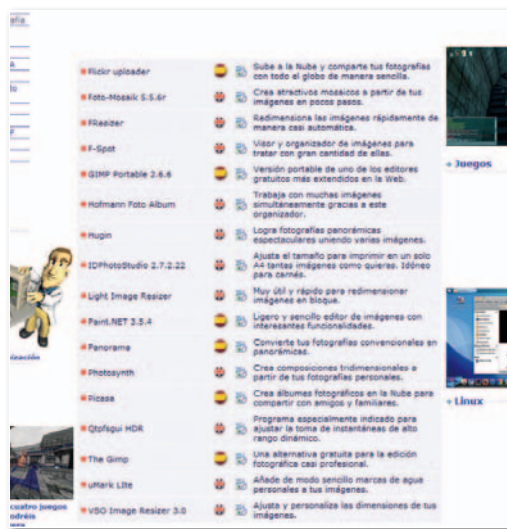 afía
A
do
P
nización
cuatro juegos
podréis
Flickr uploader
Sube a la Nube y comparte tus fotografías
con todo el globo de manera sencilla.
Foto-Mosaik 5.5.6r
Crea atractivos mosaicos a partir de tus
imágenes en pocos pasos.
FResizer
Redimensiona las imágenes rápidamente de
manera casi automática.
F-Spot
Visor y organizador de imágenes para
tratar con gran cantidad de ellas.
GIMP Portable 2.6.6
Versión portable de uno de los editores
gratuitos más extendidos en la Web.
Hofmann Foto Album
Trabaja con muchas imágenes
simultáneamente gracias a este
organizador.
Hugin
Logra fotografías panorámicas
espectaculares uniendo varias imágenes.
IDPhotoStudio 2.7.2.22
Ajusta el tamaño para imprimir en un solo
A4 tantas imágenes como quieras. Idóneo
para carnés.
Light Image Resizer
Muy útil y rápido para redimensionar
imágenes en bloque.
Paint.NET 3.5.4
Ligero y sencillo editor de imágenes con
interesantes funcionalidades.
Panorama
Convierte tus fotografías convencionales en
panorámicas.
Photosynth
Crea composiciones tridimensionales a
partir de tus fotografías personales.
Picasa
Crea álbumes fotográficos en la Nube para
compartir con amigos y familiares.
Qtpfsgui HDR
Programa especialmente indicado para
ajustar la toma de instantáneas de alto
rango dinámico.
The Gimp
Una alternativa gratuita para la edición
fotográfica casi profesional.
uMark LIte
Añade de modo sencillo marcas de agua
personales a tus imágenes.
VSO Image Resizer 3.0
Ajusta y personaliza las dimensiones de tus
imágenes.
Juegos
Linux